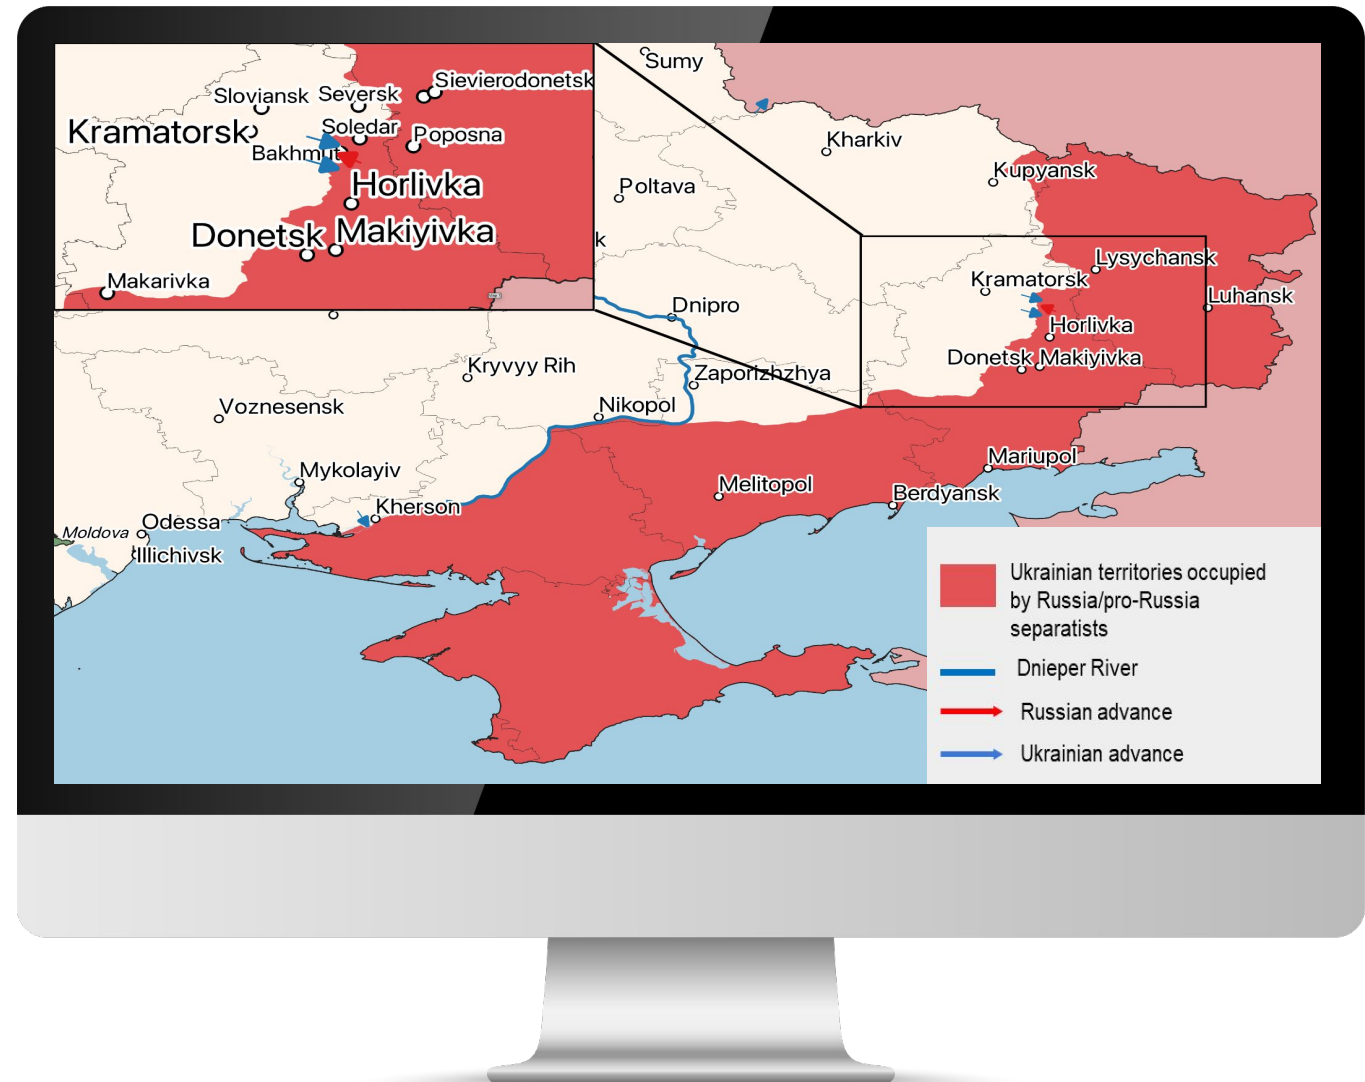 Sumy
Sievierodonetsk
Sloviansk
Seversk
Kramatorsk
Soledar
Poposna
Bakhmut
Horlivka
Donetsk
Makiyivka
Makarivka
Kharkiv
Kupyansk
Poltava
k
Lysychansk
Kramatorsk
Luhansk
Dnipro
Horlivka
Donetsk
Makiyivka
Kryvyy Rih
Zaporizhzhya
Voznesensk
Nikopol
Mykolayiv
Mariupol
Melitopol
Berdyansk
Kherson
Odessa
Moldova
Illichivsk
Ukrainian territories occupied
by Russia/pro-Russia
separatists
Dnieper River
Russian advance
Ukrainian advance